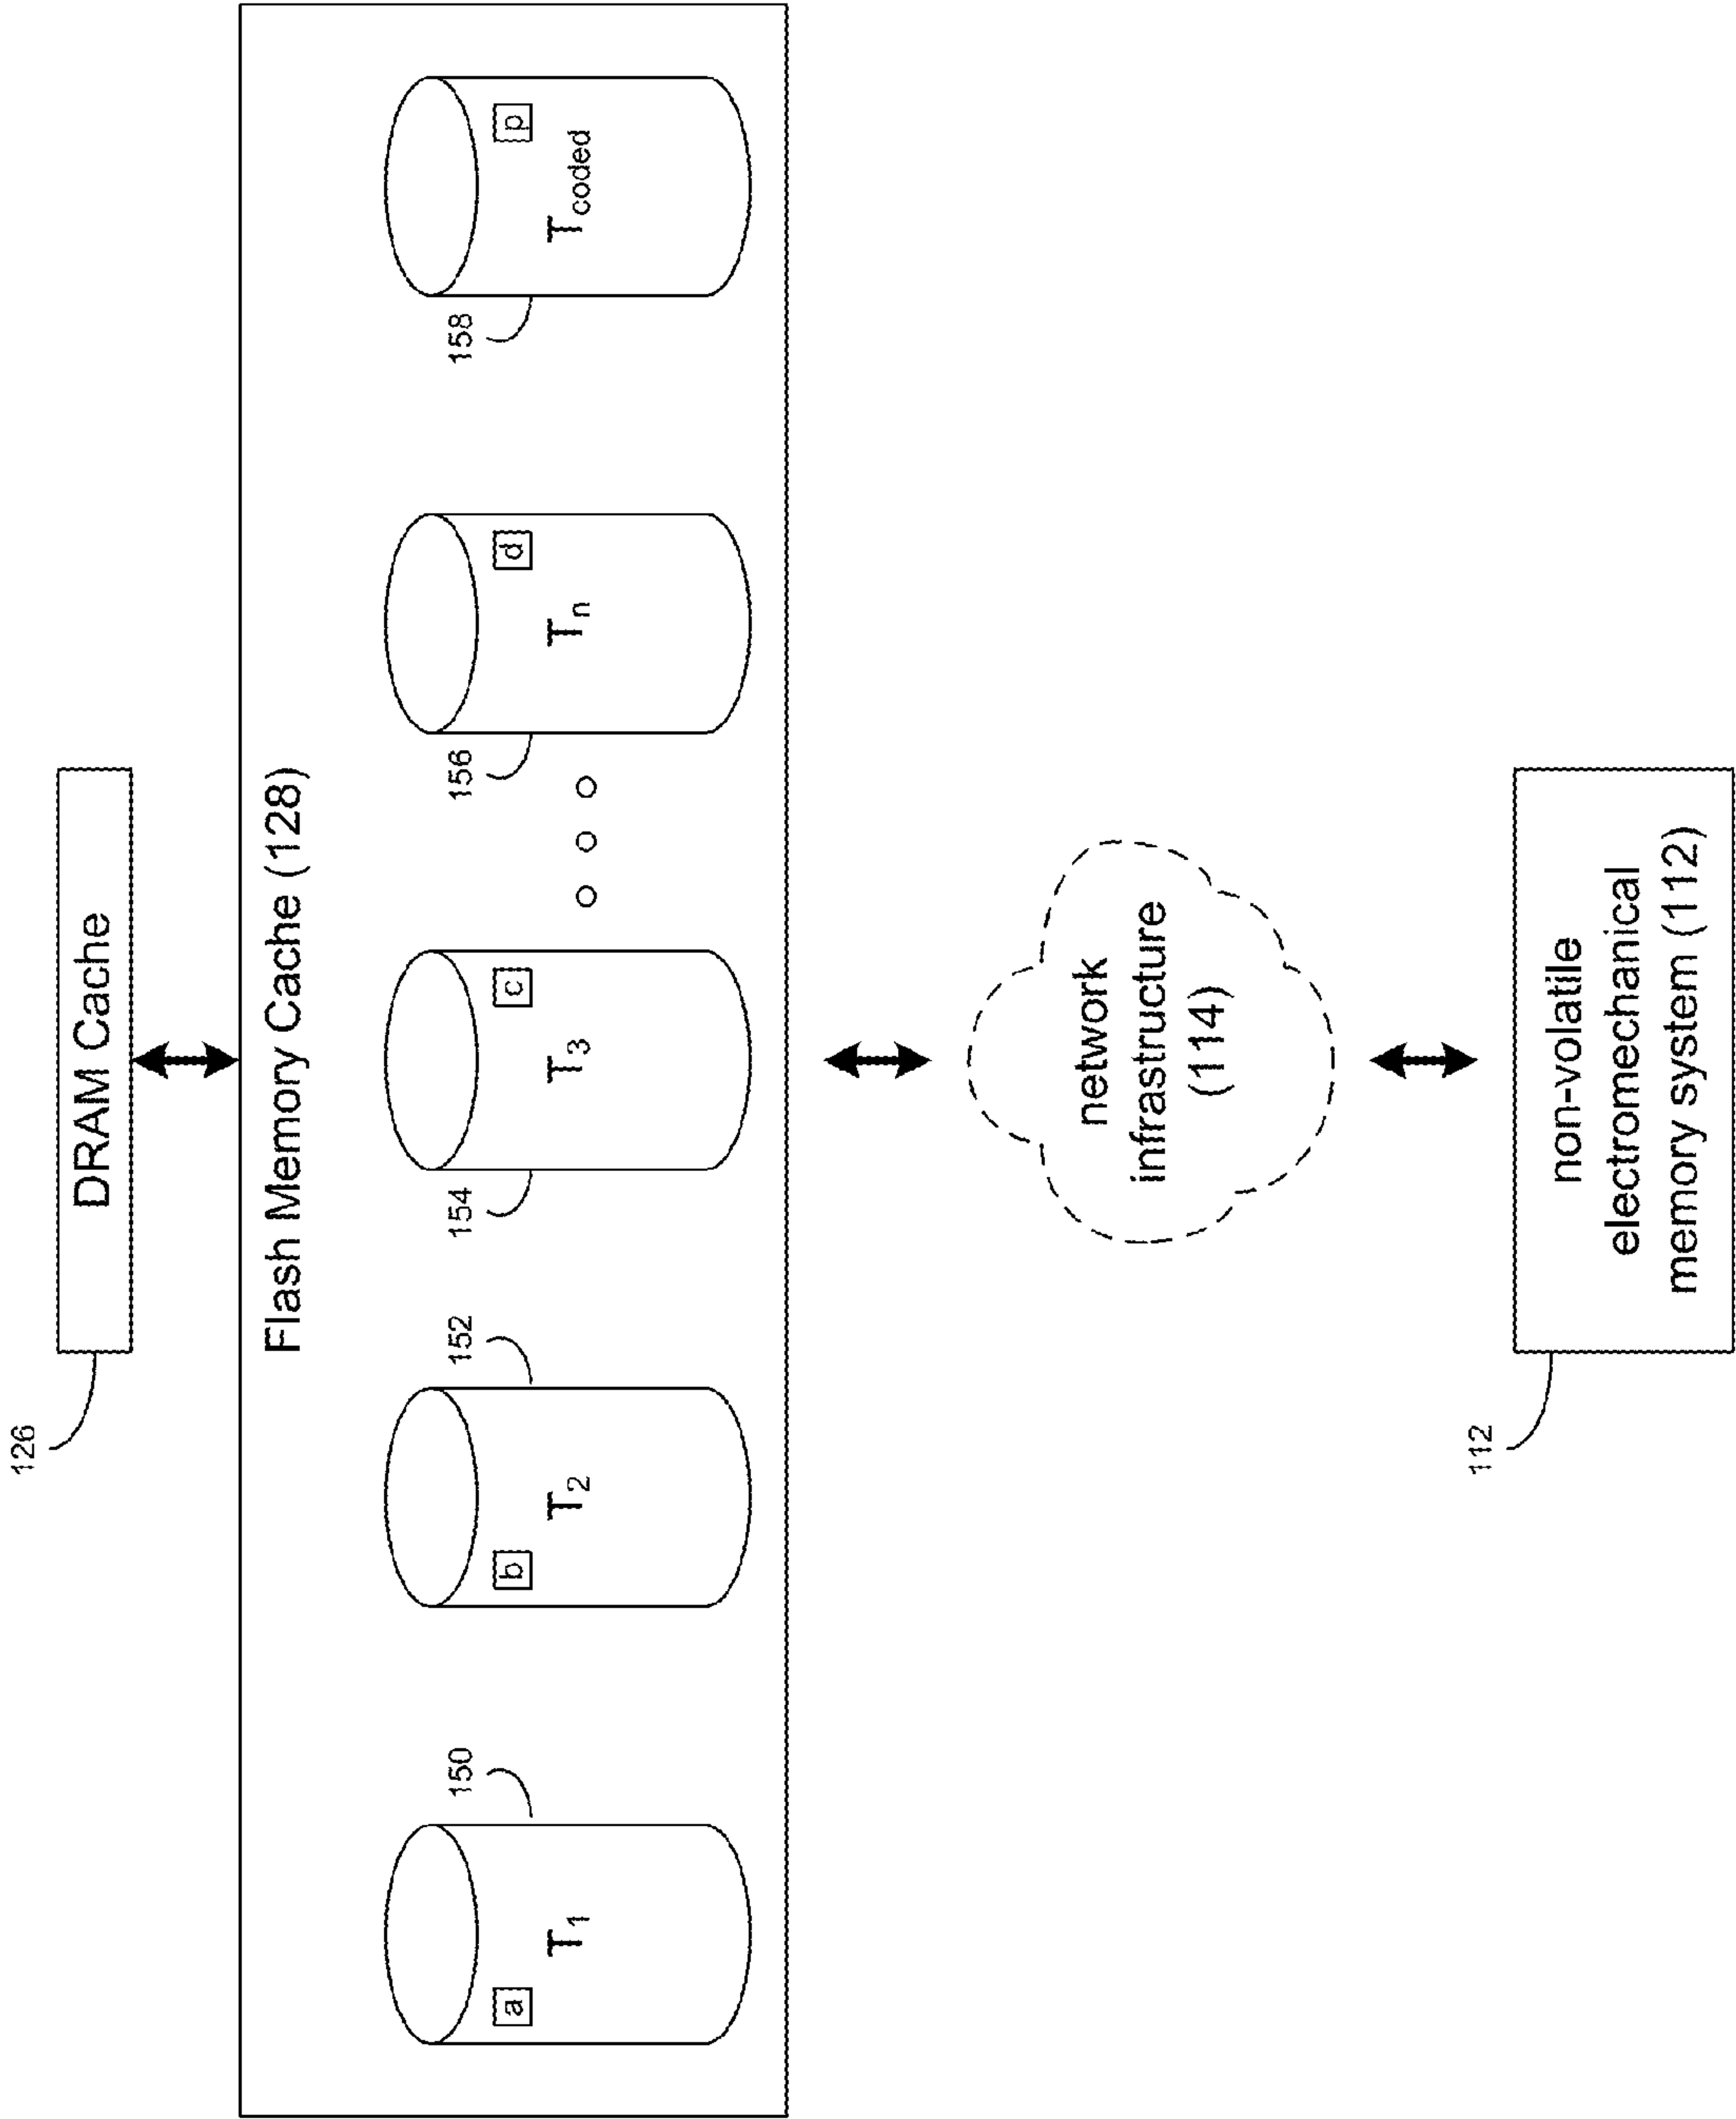 126
DRAM Cache
Flash Memory Cache (128)
150
152
154
156
158
a
b
c
d
p
T1
T2
T3
Tn
Tcoded
network
infrastructure
(114)
112
non-volatile
electromechanical
memory system (112)